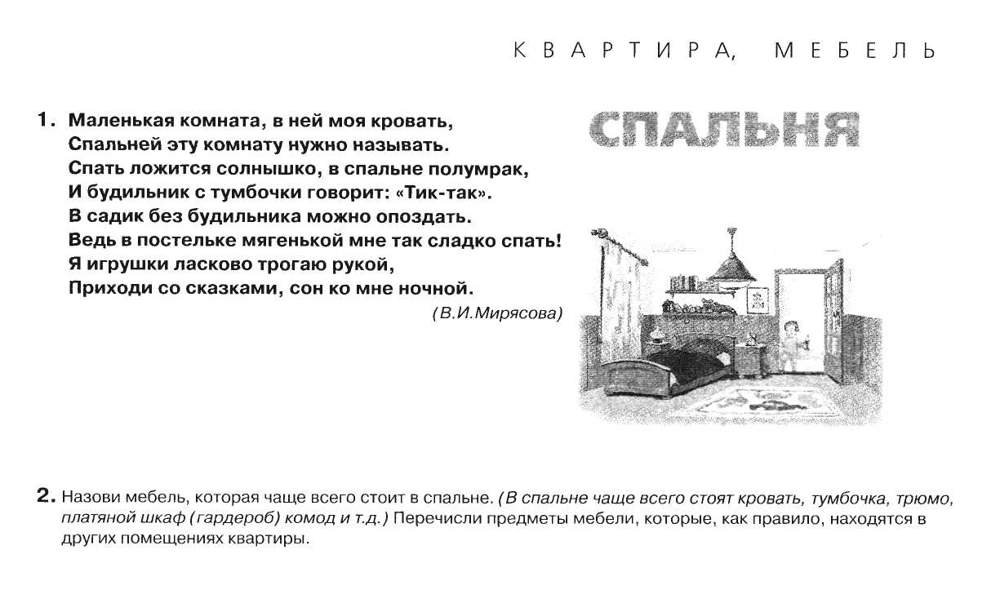 КВАРТИРА, МЕБЕЛЬ
СПАЛЬНЯ
1. Маленькая комната, в ней моя кровать,
Спальней эту комнату нужно называть.
Спать ложится солнышко, в спальне полумрак,
И будильник с тумбочки говорит: «Тик-так».
В садик без будильника можно опоздать.
Ведь в постельке мягенькой мне так сладко спать!
Я игрушки ласково трогаю рукой,
Приходи со сказками, сон ко мне ночной.
(В.И.Мирясова)
2. Назови мебель, которая чаще всего стоит в спальне. (В спальне чаще всего стоят кровать, тумбочка, трюмо,
платяной шкаф (гардероб) комод и т.д.) Перечисли предметы мебели, которые, как правило, находятся в
других помещениях квартиры.